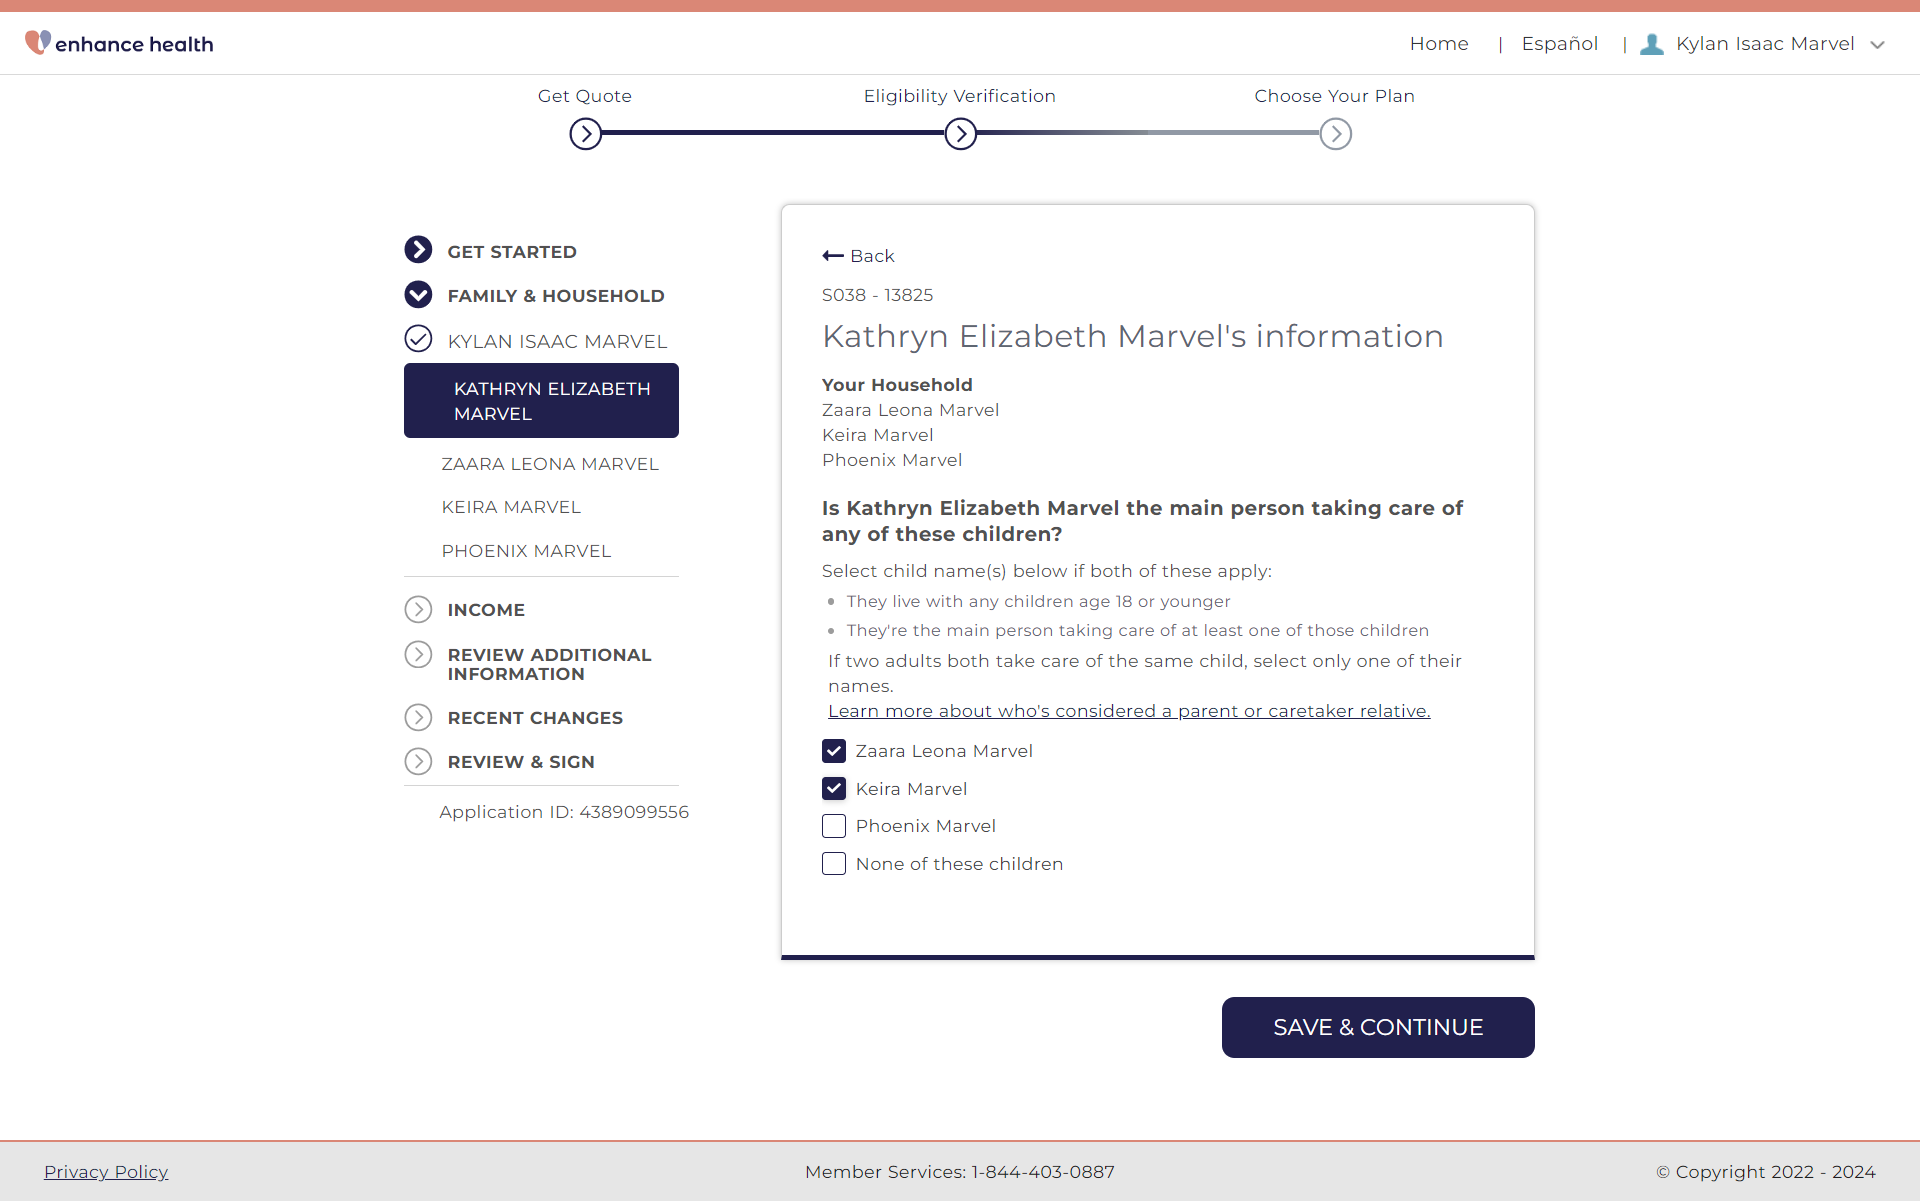 enhance health
Home | Español | Kylan Isaac Marvel
Get Quote
Eligibility Verification
Choose Your Plan
GET STARTED
FAMILY & HOUSEHOLD
KYLAN ISAAC MARVEL
KATHRYN ELIZABETH
MARVEL
ZAARA LEONA MARVEL
KEIRA MARVEL
PHOENIX MARVEL
INCOME
REVIEW ADDITIONAL
INFORMATION
RECENT CHANGES
REVIEW & SIGN
Application ID: 4389099556
Back
S038 - 13825
Kathryn Elizabeth Marvel's information
Your Household
Zaara Leona Marvel
Keira Marvel
Phoenix Marvel
Is Kathryn Elizabeth Marvel the main person taking care of
any of these children?
Select child name(s) below if both of these apply:
• They live with any children age 18 or younger
• They're the main person taking care of at least one of those children
If two adults both take care of the same child, select only one of their
names.
Learn more about who's considered a parent or caretaker relative.
Zaara Leona Marvel
Keira Marvel
Phoenix Marvel
None of these children
SAVE & CONTINUE
Privacy Policy
Member Services: 1-844-403-0887
© Copyright 2022 - 2024